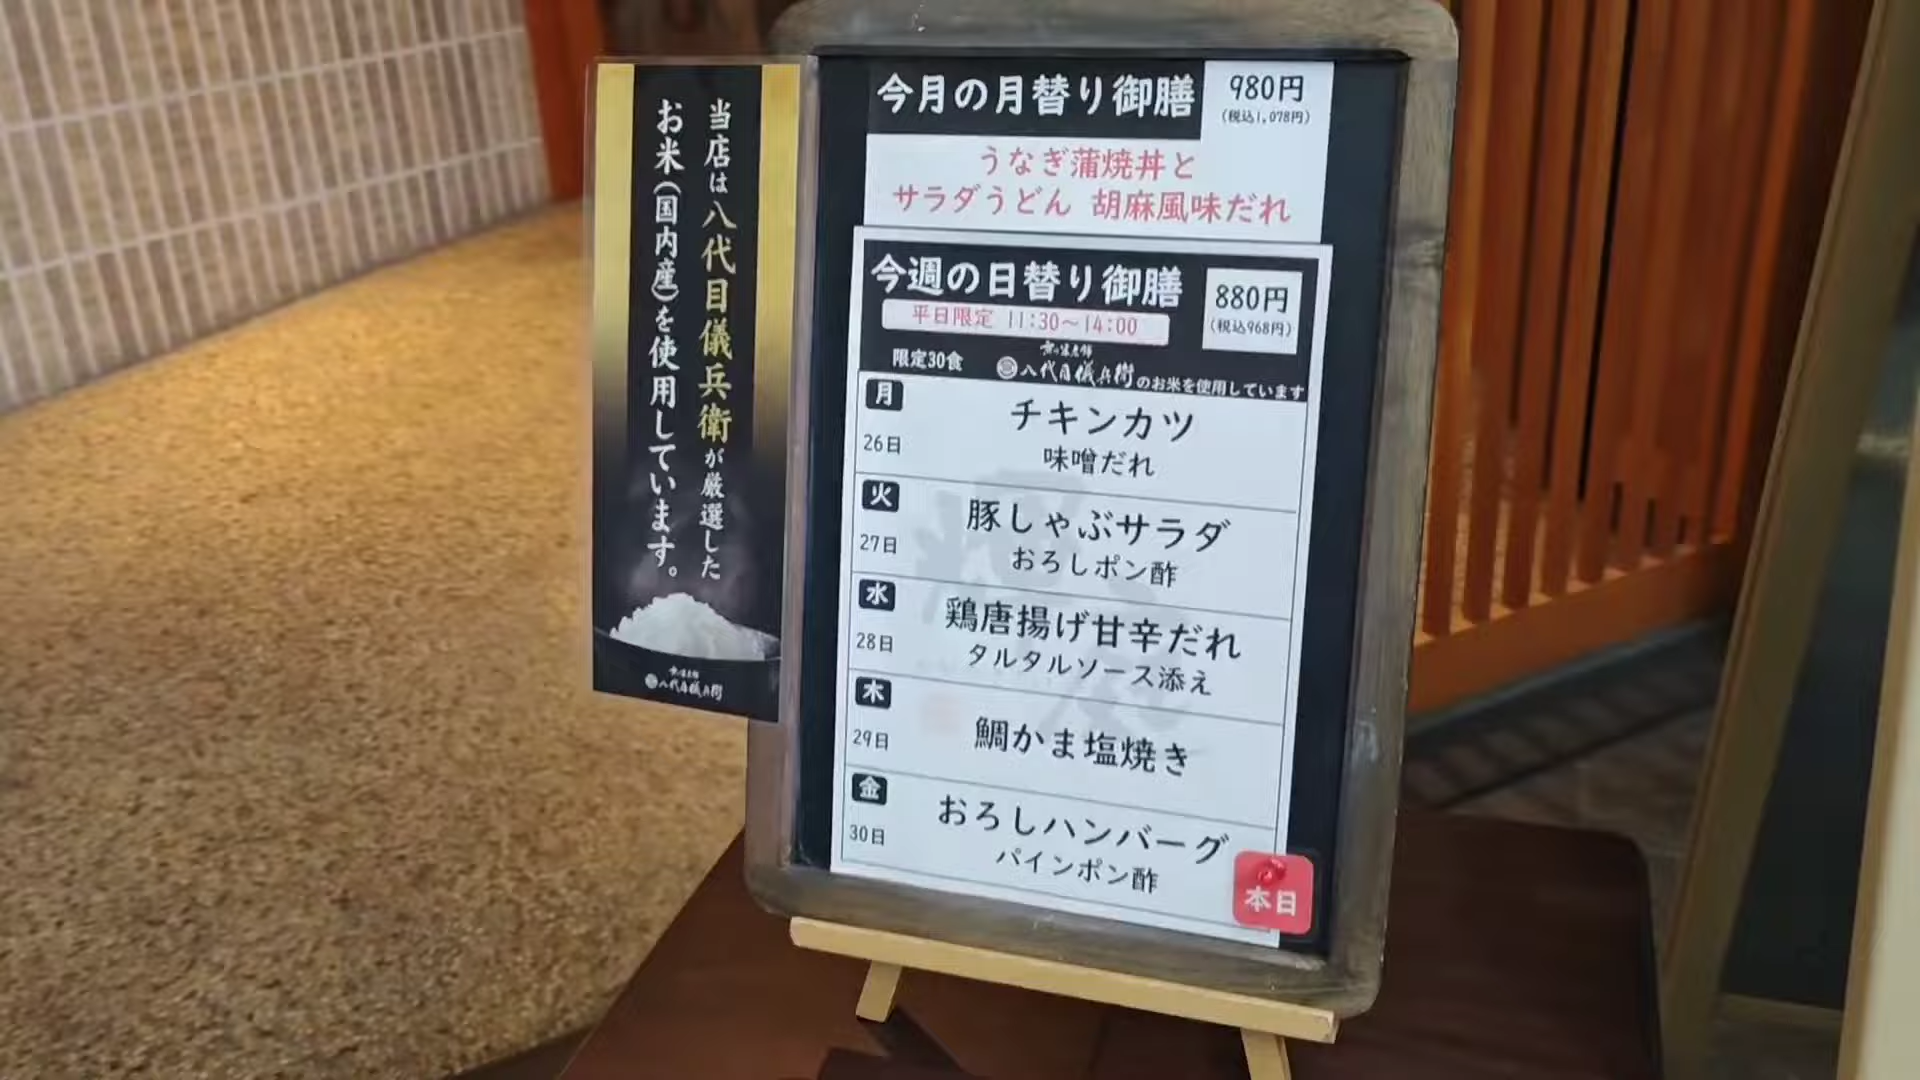 当店は八代目儀兵衛が厳選した
お米(国内産)を使用しています。
京の米老舗
八代目儀兵衛
今月の月替り御膳
980円
(税込1,078円)
うなぎ蒲焼丼と
サラダうどん 胡麻風味だれ
今週の日替り御膳
880円
(税込968円)
平日限定 11:30～14:00
限定30食
京の米老舗
八代目儀兵衛のお米を使用しています
月
26日
チキンカツ
味噌だれ
火
27日
豚しゃぶサラダ
おろしポン酢
水
28日
鶏唐揚げ甘辛だれ
タルタルソース添え
木
29日
鯛かま塩焼き
金
30日
おろしハンバーグ
パインポン酢
本日